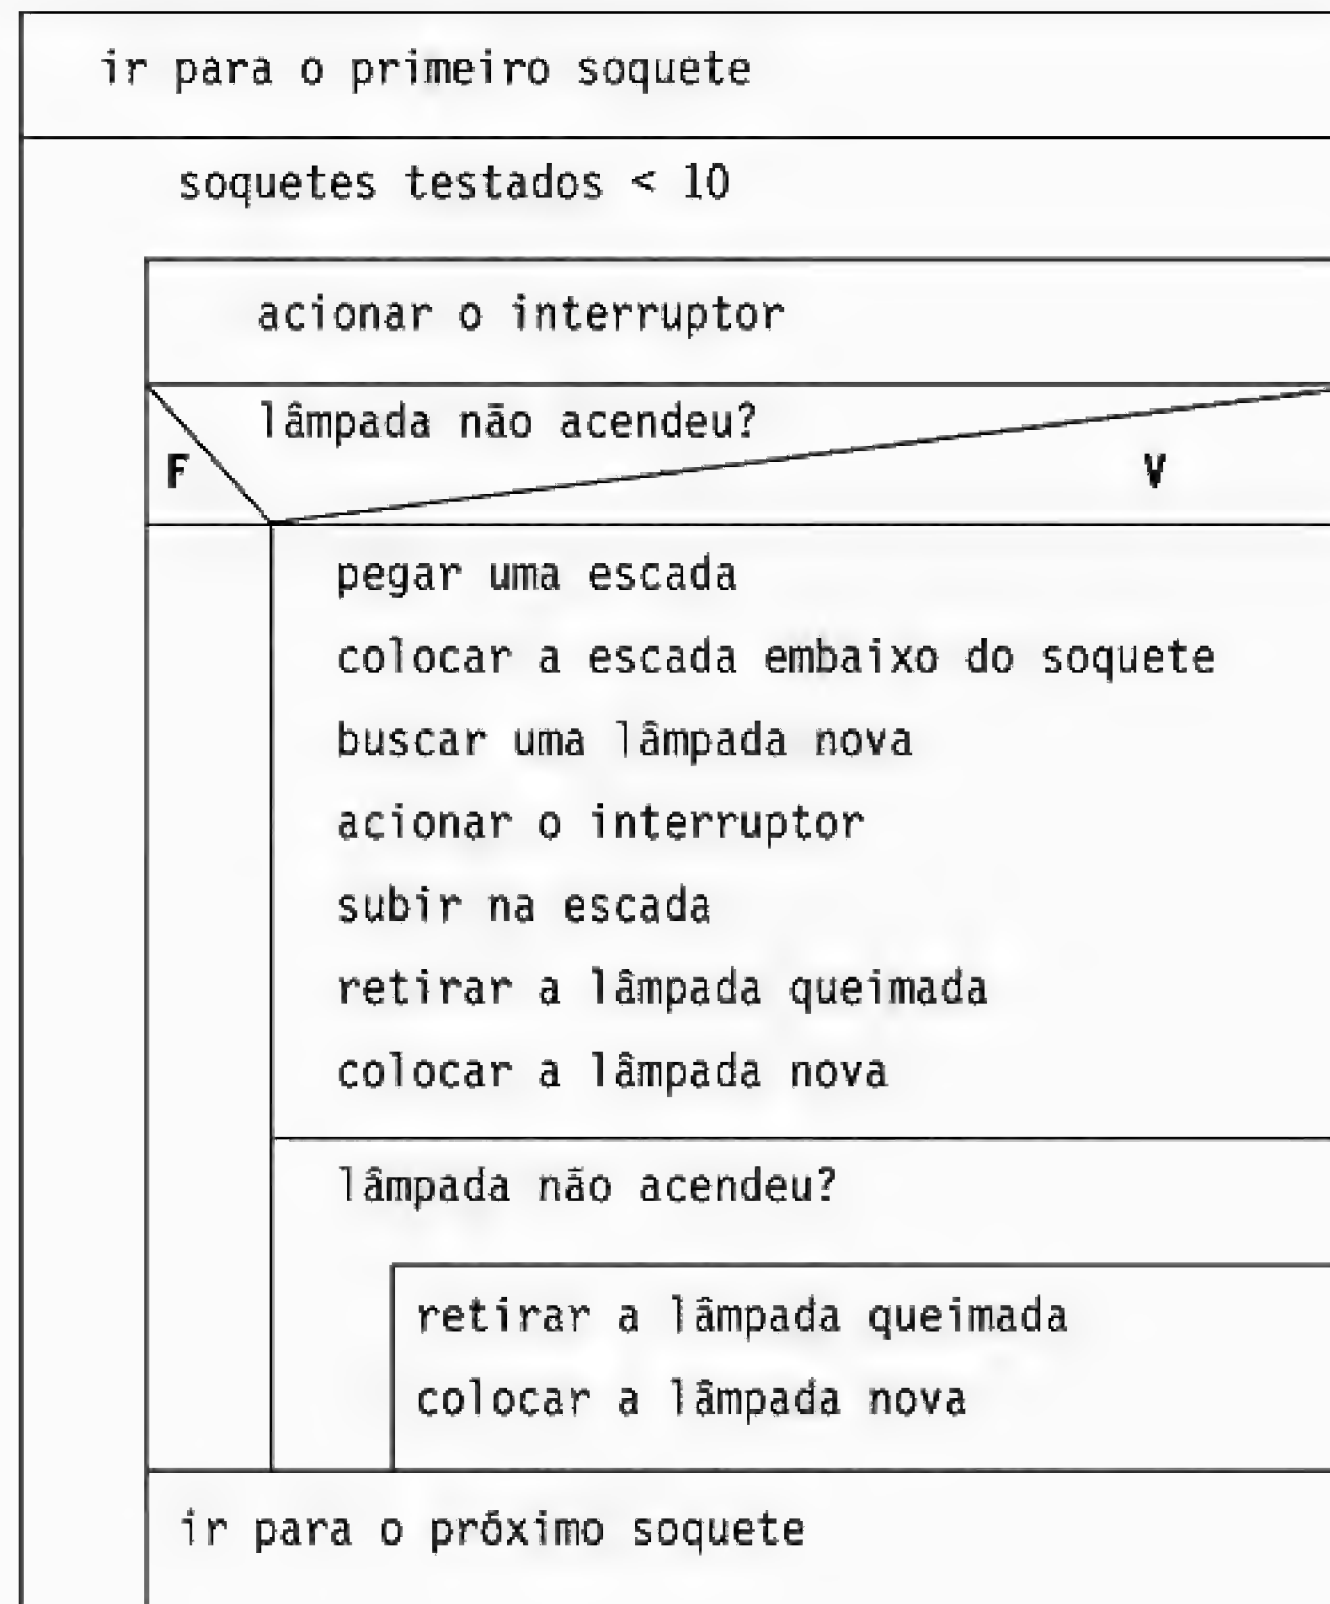 ir para o primeiro soquete
soquetes testados < 10
acionar o interruptor
lâmpada não acendeu?
F
V
pegar uma escada
colocar a escada embaixo do soquete
buscar uma lâmpada nova
acionar o interruptor
subir na escada
retirar a lâmpada queimada
colocar a lâmpada nova
lâmpada não acendeu?
retirar a lâmpada queimada
colocar a lâmpada nova
ir para o próximo soquete